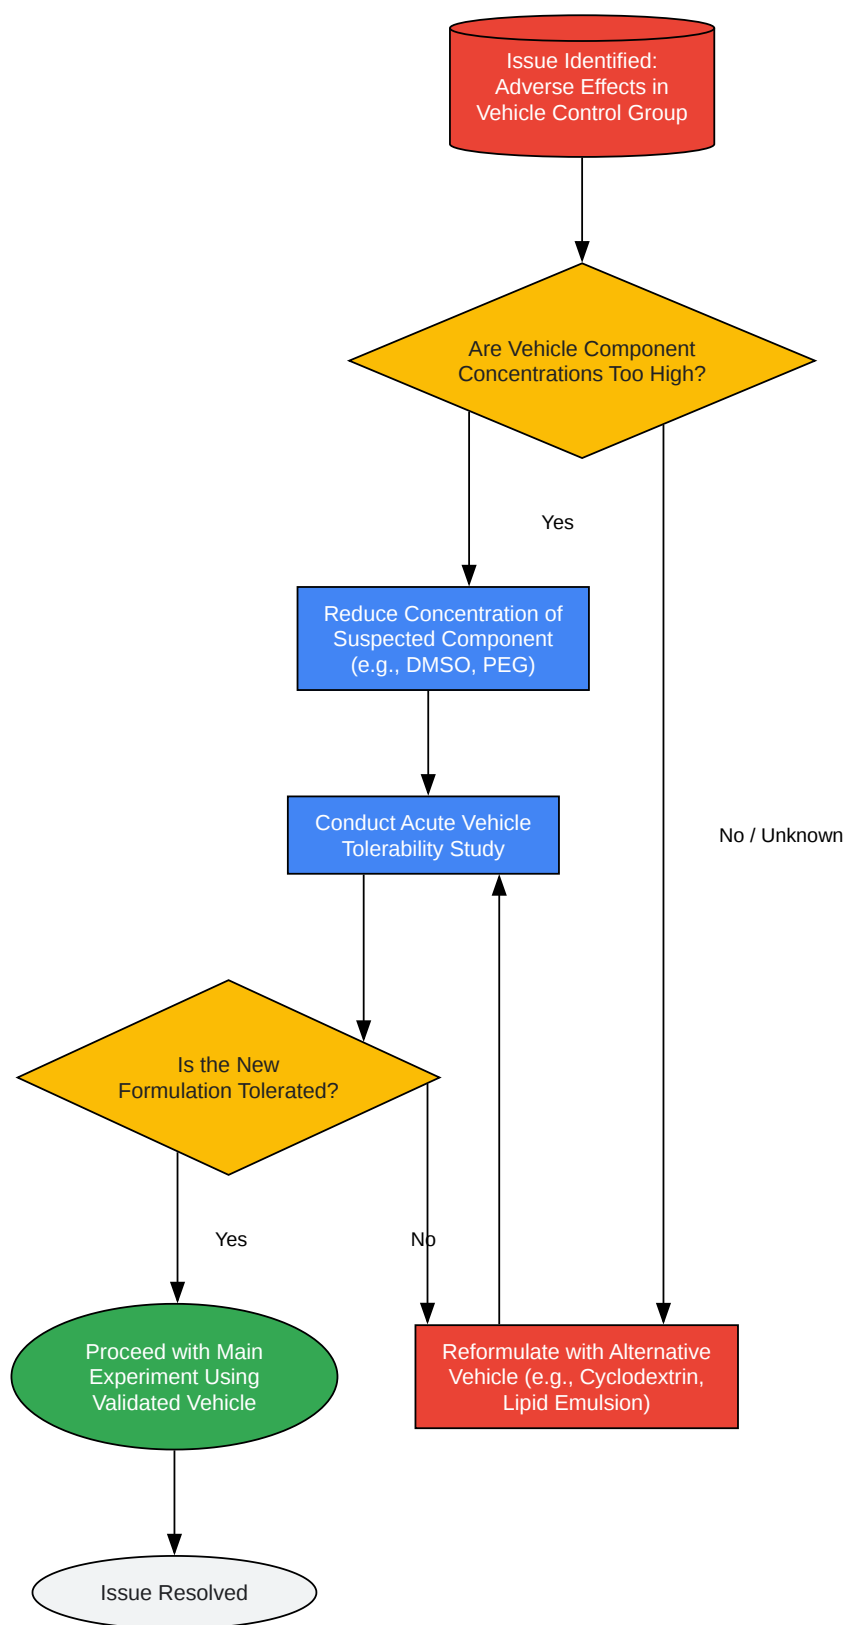 Issue Identified:
Adverse Effects in
Vehicle Control Group
Are Vehicle Component
Concentrations Too High?
Yes
Reduce Concentration of
Suspected Component
(e.g., DMSO, PEG)
Conduct Acute Vehicle
Tolerability Study
No / Unknown
Is the New
Formulation Tolerated?
Yes
No
Proceed with Main
Experiment Using
Validated Vehicle
Reformulate with Alternative
Vehicle (e.g., Cyclodextrin,
Lipid Emulsion)
Issue Resolved